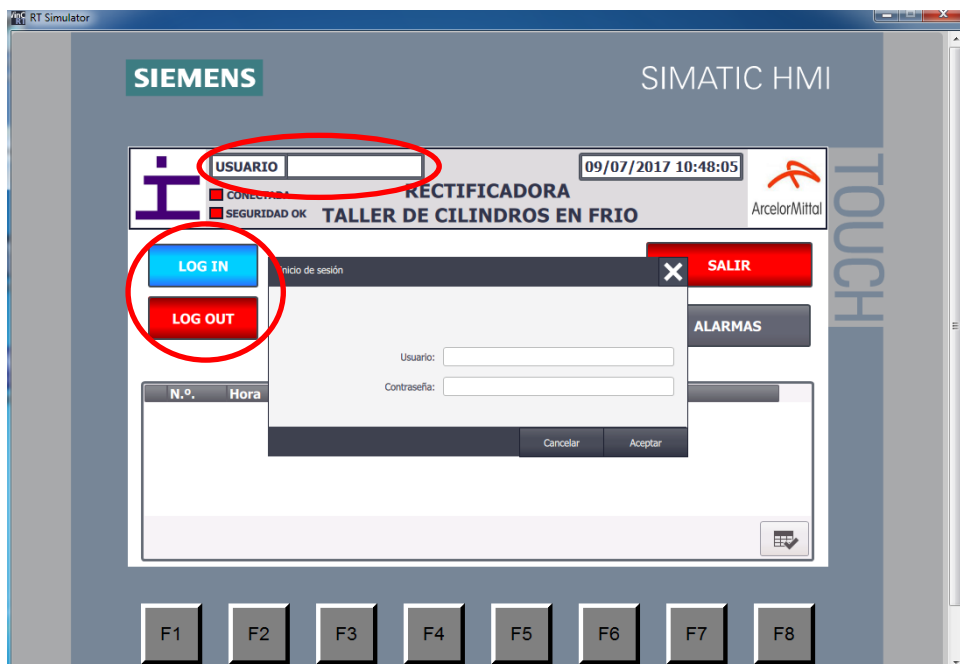 RT Simulator
SIEMENS
SIMATIC HMI
USUARIO
09/07/2017 10:48:05
CONECTADA
RECTIFICADORA
SEGURIDAD OK
TALLER DE CILINDROS EN FRIO
ArcelorMittal
TOUCH
LOG IN
Inicio de sesión
SALIR
LOG OUT
ALARMAS
Usuario:
Contraseña:
N.º. Hora
Cancelar Aceptar
F1 F2 F3 F4 F5 F6 F7 F8